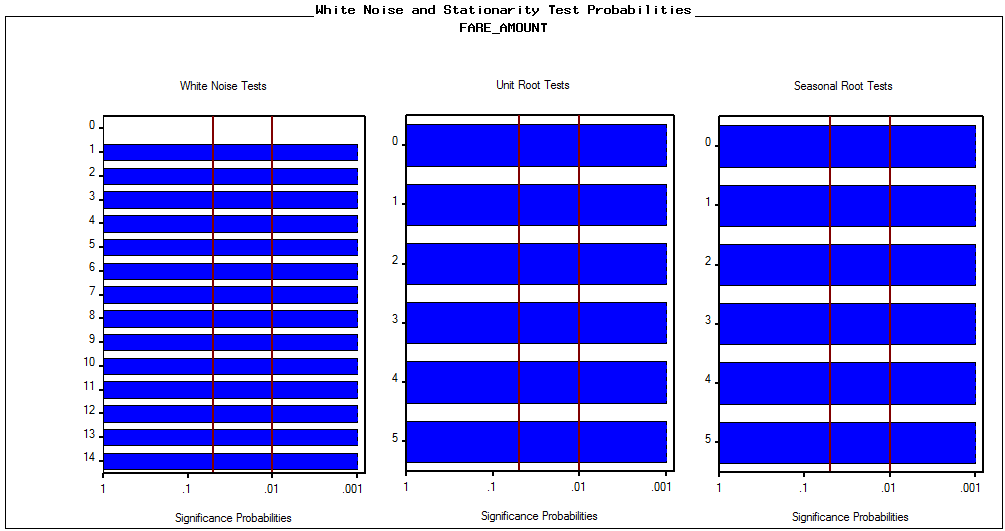 White Noise and Stationarity Test Probabilities
FARE_AMOUNT
White Noise Tests
0
1
2
3
4
5
6
7
8
9
10
11
12
13
14
1 .1 .01 .001
Significance Probabilities
Unit Root Tests
0
1
2
3
4
5
1 .1 .01 .001
Significance Probabilities
Seasonal Root Tests
0
1
2
3
4
5
1 .1 .01 .001
Significance Probabilities